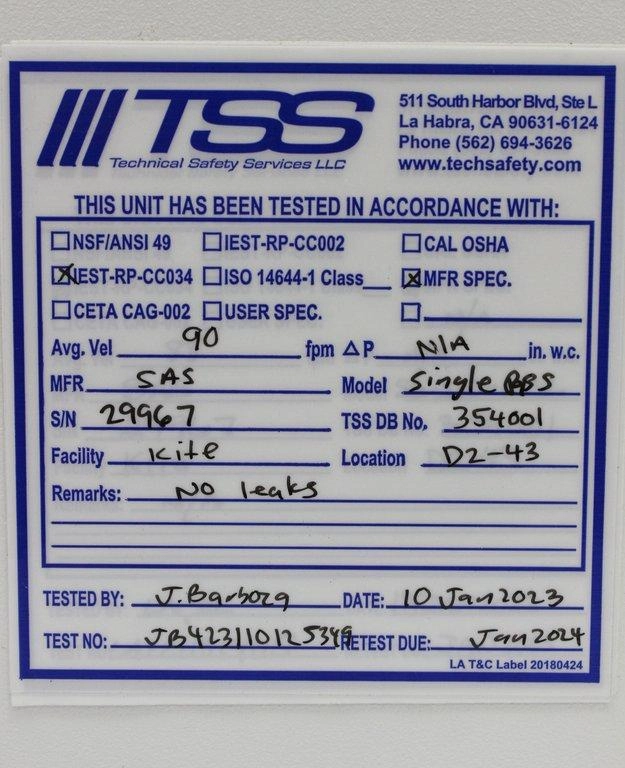 TSS
Technical Safety Services LLC
511 South Harbor Blvd, Ste L
La Habra, CA 90631-6124
Phone (562) 694-3626
www.techsafety.com
THIS UNIT HAS BEEN TESTED IN ACCORDANCE WITH:
NSF/ANSI 49 IEST-RP-CC002 CAL OSHA
IEST-RP-CC034 ISO 14644-1 Class MFR SPEC.
CETA CAG-002 USER SPEC.
Avg. Vel 90 fpm ΔP N/A in. w.c.
MFR SAS Model Single
S/N 29967 TSS DB No. 354001
Facility Kite Location D2-43
Remarks: NO leaks
TESTED BY: J. DATE: 10 Jan 2023
TEST NO: RETEST DUE: Jan 2024
LA T&C Label 20180424